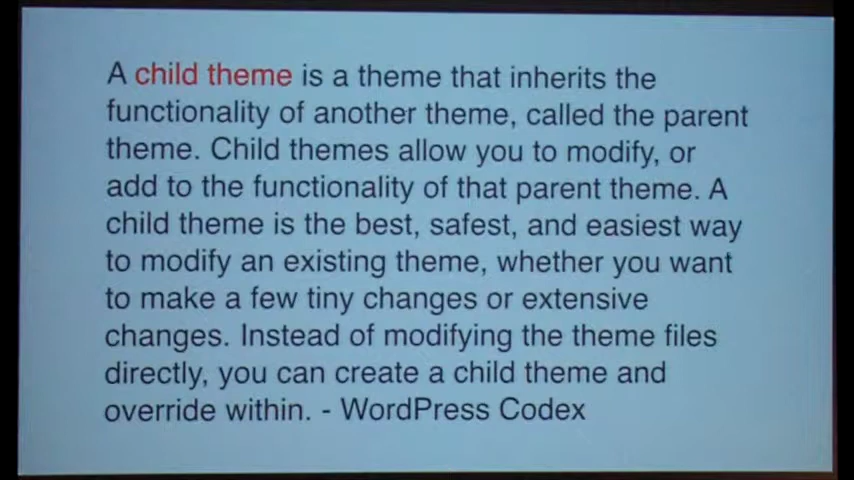 A child theme is a theme that inherits the
functionality of another theme, called the parent
theme. Child themes allow you to modify, or
add to the functionality of that parent theme. A
child theme is the best, safest, and easiest way
to modify an existing theme, whether you want
to make a few tiny changes or extensive
changes. Instead of modifying the theme files
directly, you can create a child theme and
override within. - WordPress Codex